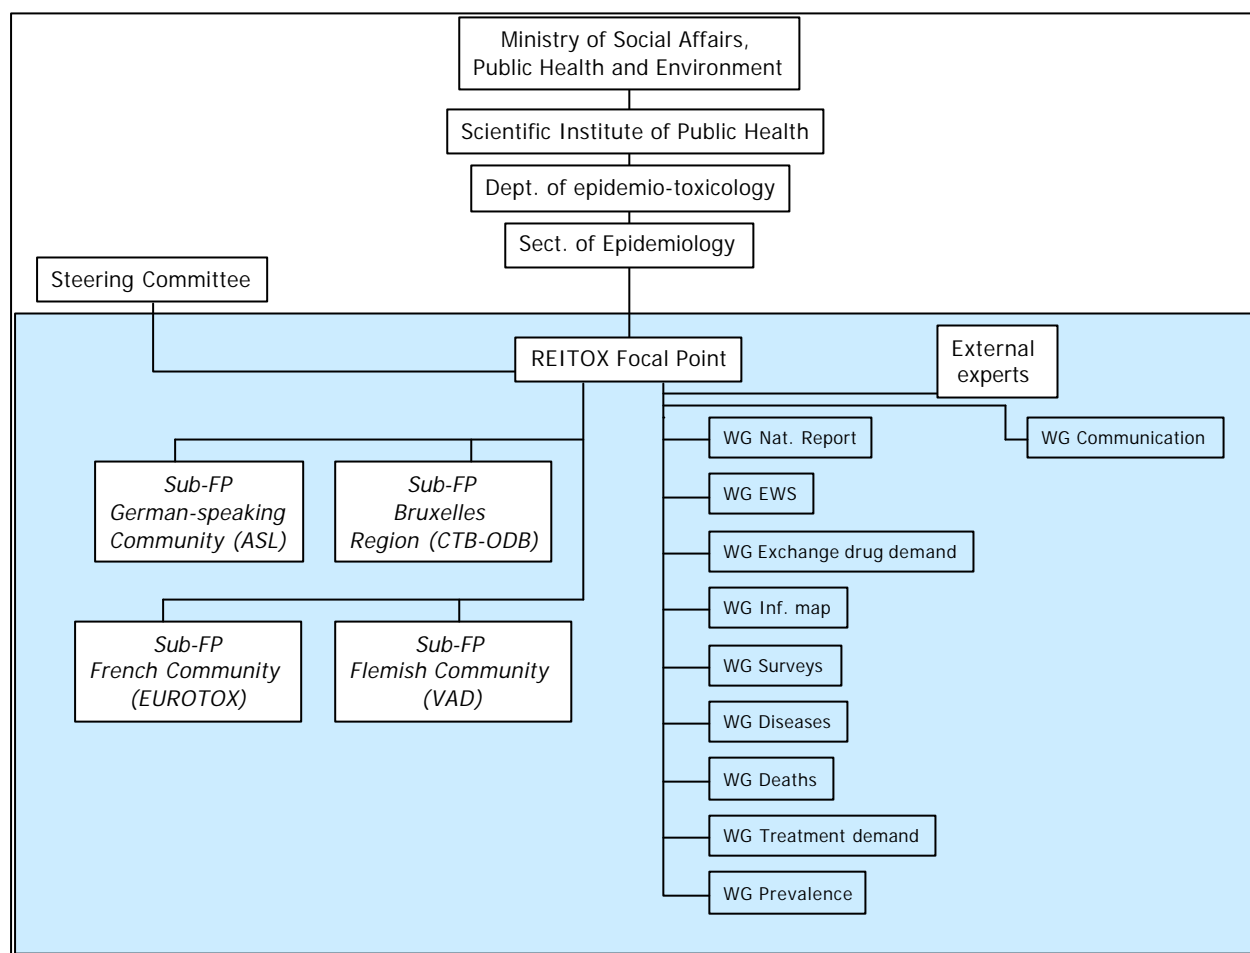 Ministry of Social Affairs,
Public Health and Environment
Scientific Institute of Public Health
Dept. of epidemio-toxicology
Sect. of Epidemiology
Steering Committee
REITOX Focal Point
External
experts
WG Nat. Report
WG Communication
Sub-FP
German-speaking
Community (ASL)
Sub-FP
Bruxelles
Region (CTB-ODB)
WG EWS
WG Exchange drug demand
WG Inf. map
Sub-FP
French Community
(EUROTOX)
Sub-FP
Flemish Community
(VAD)
WG Surveys
WG Diseases
WG Deaths
WG Treatment demand
WG Prevalence